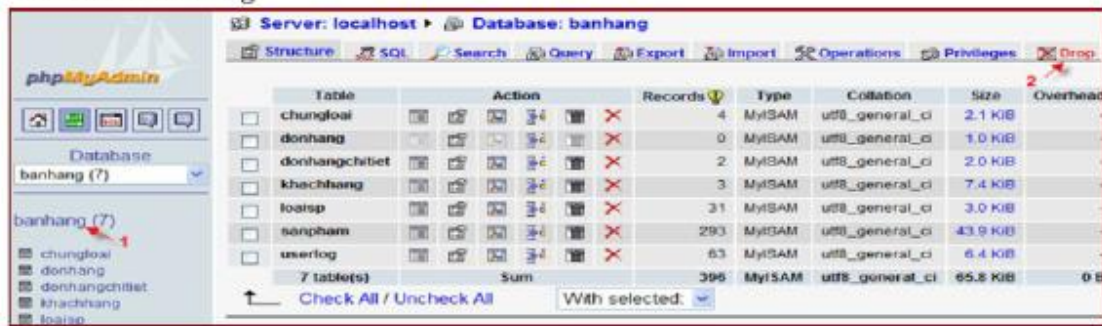 Server: localhost ▸ Database: banhang
Structure SQL Search Query Export Import Operations Privileges Drop
2
phpMyAdmin
Database
banhang (7)
banhang (7)
1
chungloai
donhang
donhangchitiet
khachhang
loaisp
Table Action Records Type Collation Size Overhead
chungloai 4 MyISAM utf8_general_ci 2.1 KiB -
donhang 0 MyISAM utf8_general_ci 1.0 KiB -
donhangchitiet 2 MyISAM utf8_general_ci 2.0 KiB -
khachhang 3 MyISAM utf8_general_ci 7.4 KiB -
loaisp 31 MyISAM utf8_general_ci 3.0 KiB -
sanpham 293 MyISAM utf8_general_ci 43.9 KiB -
userlog 63 MyISAM utf8_general_ci 6.4 KiB -
7 table(s) Sum 396 MyISAM utf8_general_ci 65.8 KiB 0 B
Check All / Uncheck All With selected: